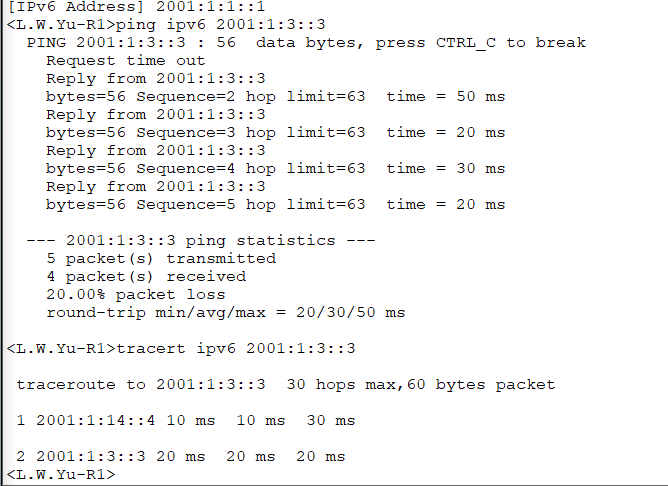 [IPv6 Address] 2001:1:1::1
<L.W.Yu-R1>ping ipv6 2001:1:3::3
PING 2001:1:3::3 : 56  data bytes, press CTRL_C to break
Request time out
Reply from 2001:1:3::3
bytes=56 Sequence=2 hop limit=63  time = 50 ms
Reply from 2001:1:3::3
bytes=56 Sequence=3 hop limit=63  time = 20 ms
Reply from 2001:1:3::3
bytes=56 Sequence=4 hop limit=63  time = 30 ms
Reply from 2001:1:3::3
bytes=56 Sequence=5 hop limit=63  time = 20 ms
--- 2001:1:3::3 ping statistics ---
5 packet(s) transmitted
4 packet(s) received
20.00% packet loss
round-trip min/avg/max = 20/30/50 ms
<L.W.Yu-R1>tracert ipv6 2001:1:3::3
traceroute to 2001:1:3::3  30 hops max,60 bytes packet
1 2001:1:14::4 10 ms  10 ms  30 ms
2 2001:1:3::3 20 ms  20 ms  20 ms
<L.W.Yu-R1>